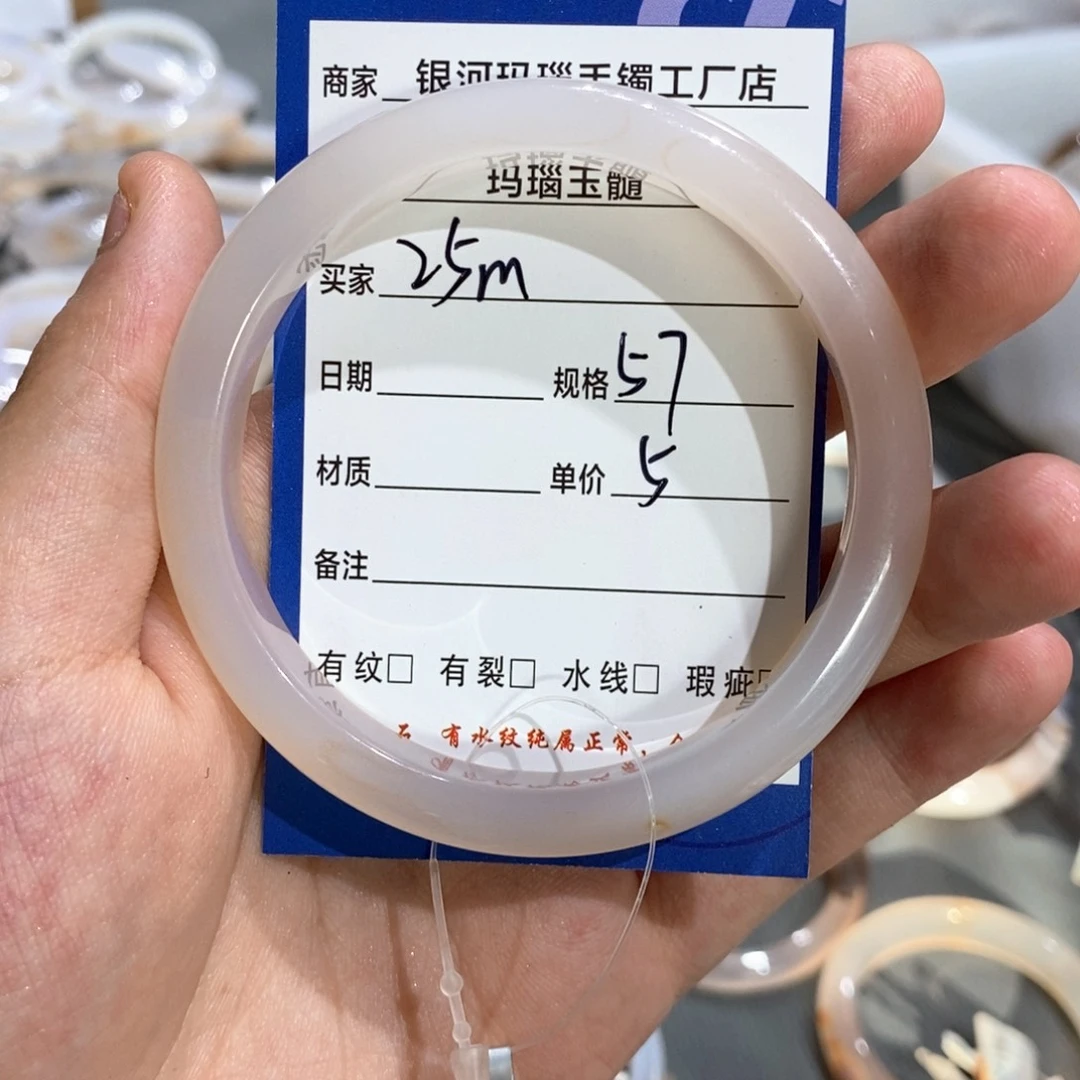 商家 银河玛瑙手镯工厂店
玛瑙玉髓
买家 25m
日期 规格 57
材质 单价 5
备注
有纹□ 有裂□ 水线□ 瑕疵□
石 有水纹纯属正常,